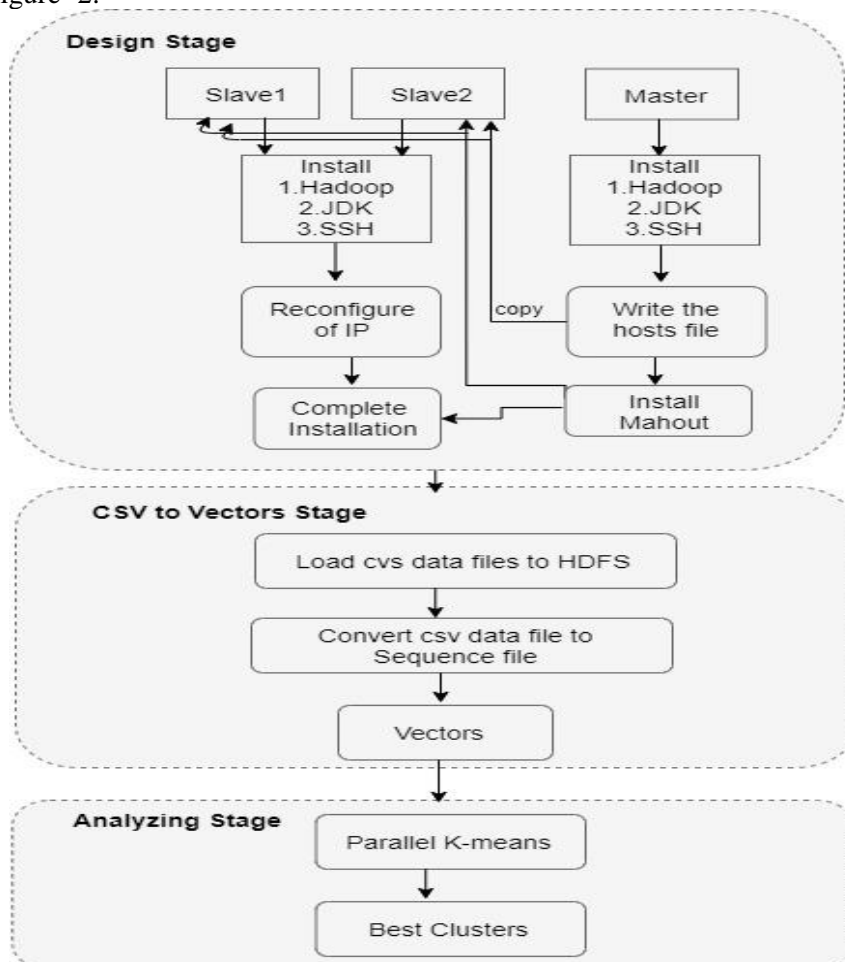 igure 2.
Design Stage
Slave1
Slave2
Master
Install
1.Hadoop
2.JDK
3.SSH
Install
1.Hadoop
2.JDK
3.SSH
Reconfigure
of IP
copy
Write the
hosts file
Complete
Installation
Install
Mahout
CSV to Vectors Stage
Load cvs data files to HDFS
Convert csv data file to
Sequence file
Vectors
Analyzing Stage
Parallel K-means
Best Clusters